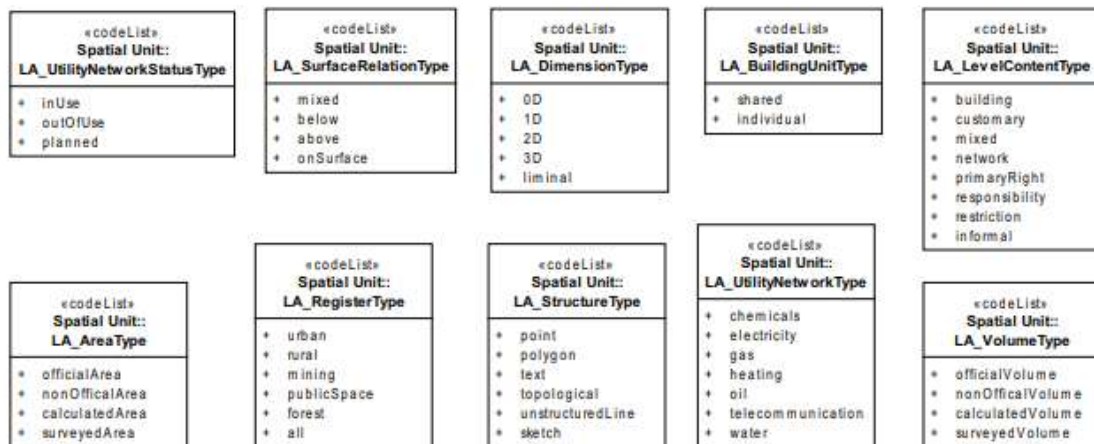 «codeList»
Spatial Unit::
LA_UtilityNetworkStatusType
+ inUse
+ outOfUse
+ planned
«codeList»
Spatial Unit::
LA_SurfaceRelationType
+ mixed
+ below
+ above
+ onSurface
«codeList»
Spatial Unit::
LA_DimensionType
+ 0D
+ 1D
+ 2D
+ 3D
+ liminal
«codeList»
Spatial Unit::
LA_BuildingUnitType
+ shared
+ individual
«codeList»
Spatial Unit::
LA_LevelContentType
+ building
+ customary
+ mixed
+ network
+ primaryRight
+ responsibility
+ restriction
+ informal
«codeList»
Spatial Unit::
LA_AreaType
+ officialArea
+ nonOfficalArea
+ calculatedArea
+ surveyedArea
«codeList»
Spatial Unit::
LA_RegisterType
+ urban
+ rural
+ mining
+ publicSpace
+ forest
+ all
«codeList»
Spatial Unit::
LA_StructureType
+ point
+ polygon
+ text
+ topological
+ unstructuredLine
+ sketch
«codeList»
Spatial Unit::
LA_UtilityNetworkType
+ chemicals
+ electricity
+ gas
+ heating
+ oil
+ telecommunication
+ water
«codeList»
Spatial Unit::
LA_VolumeType
+ officialVolume
+ nonOfficalVolume
+ calculatedVolume
+ surveyedVolume